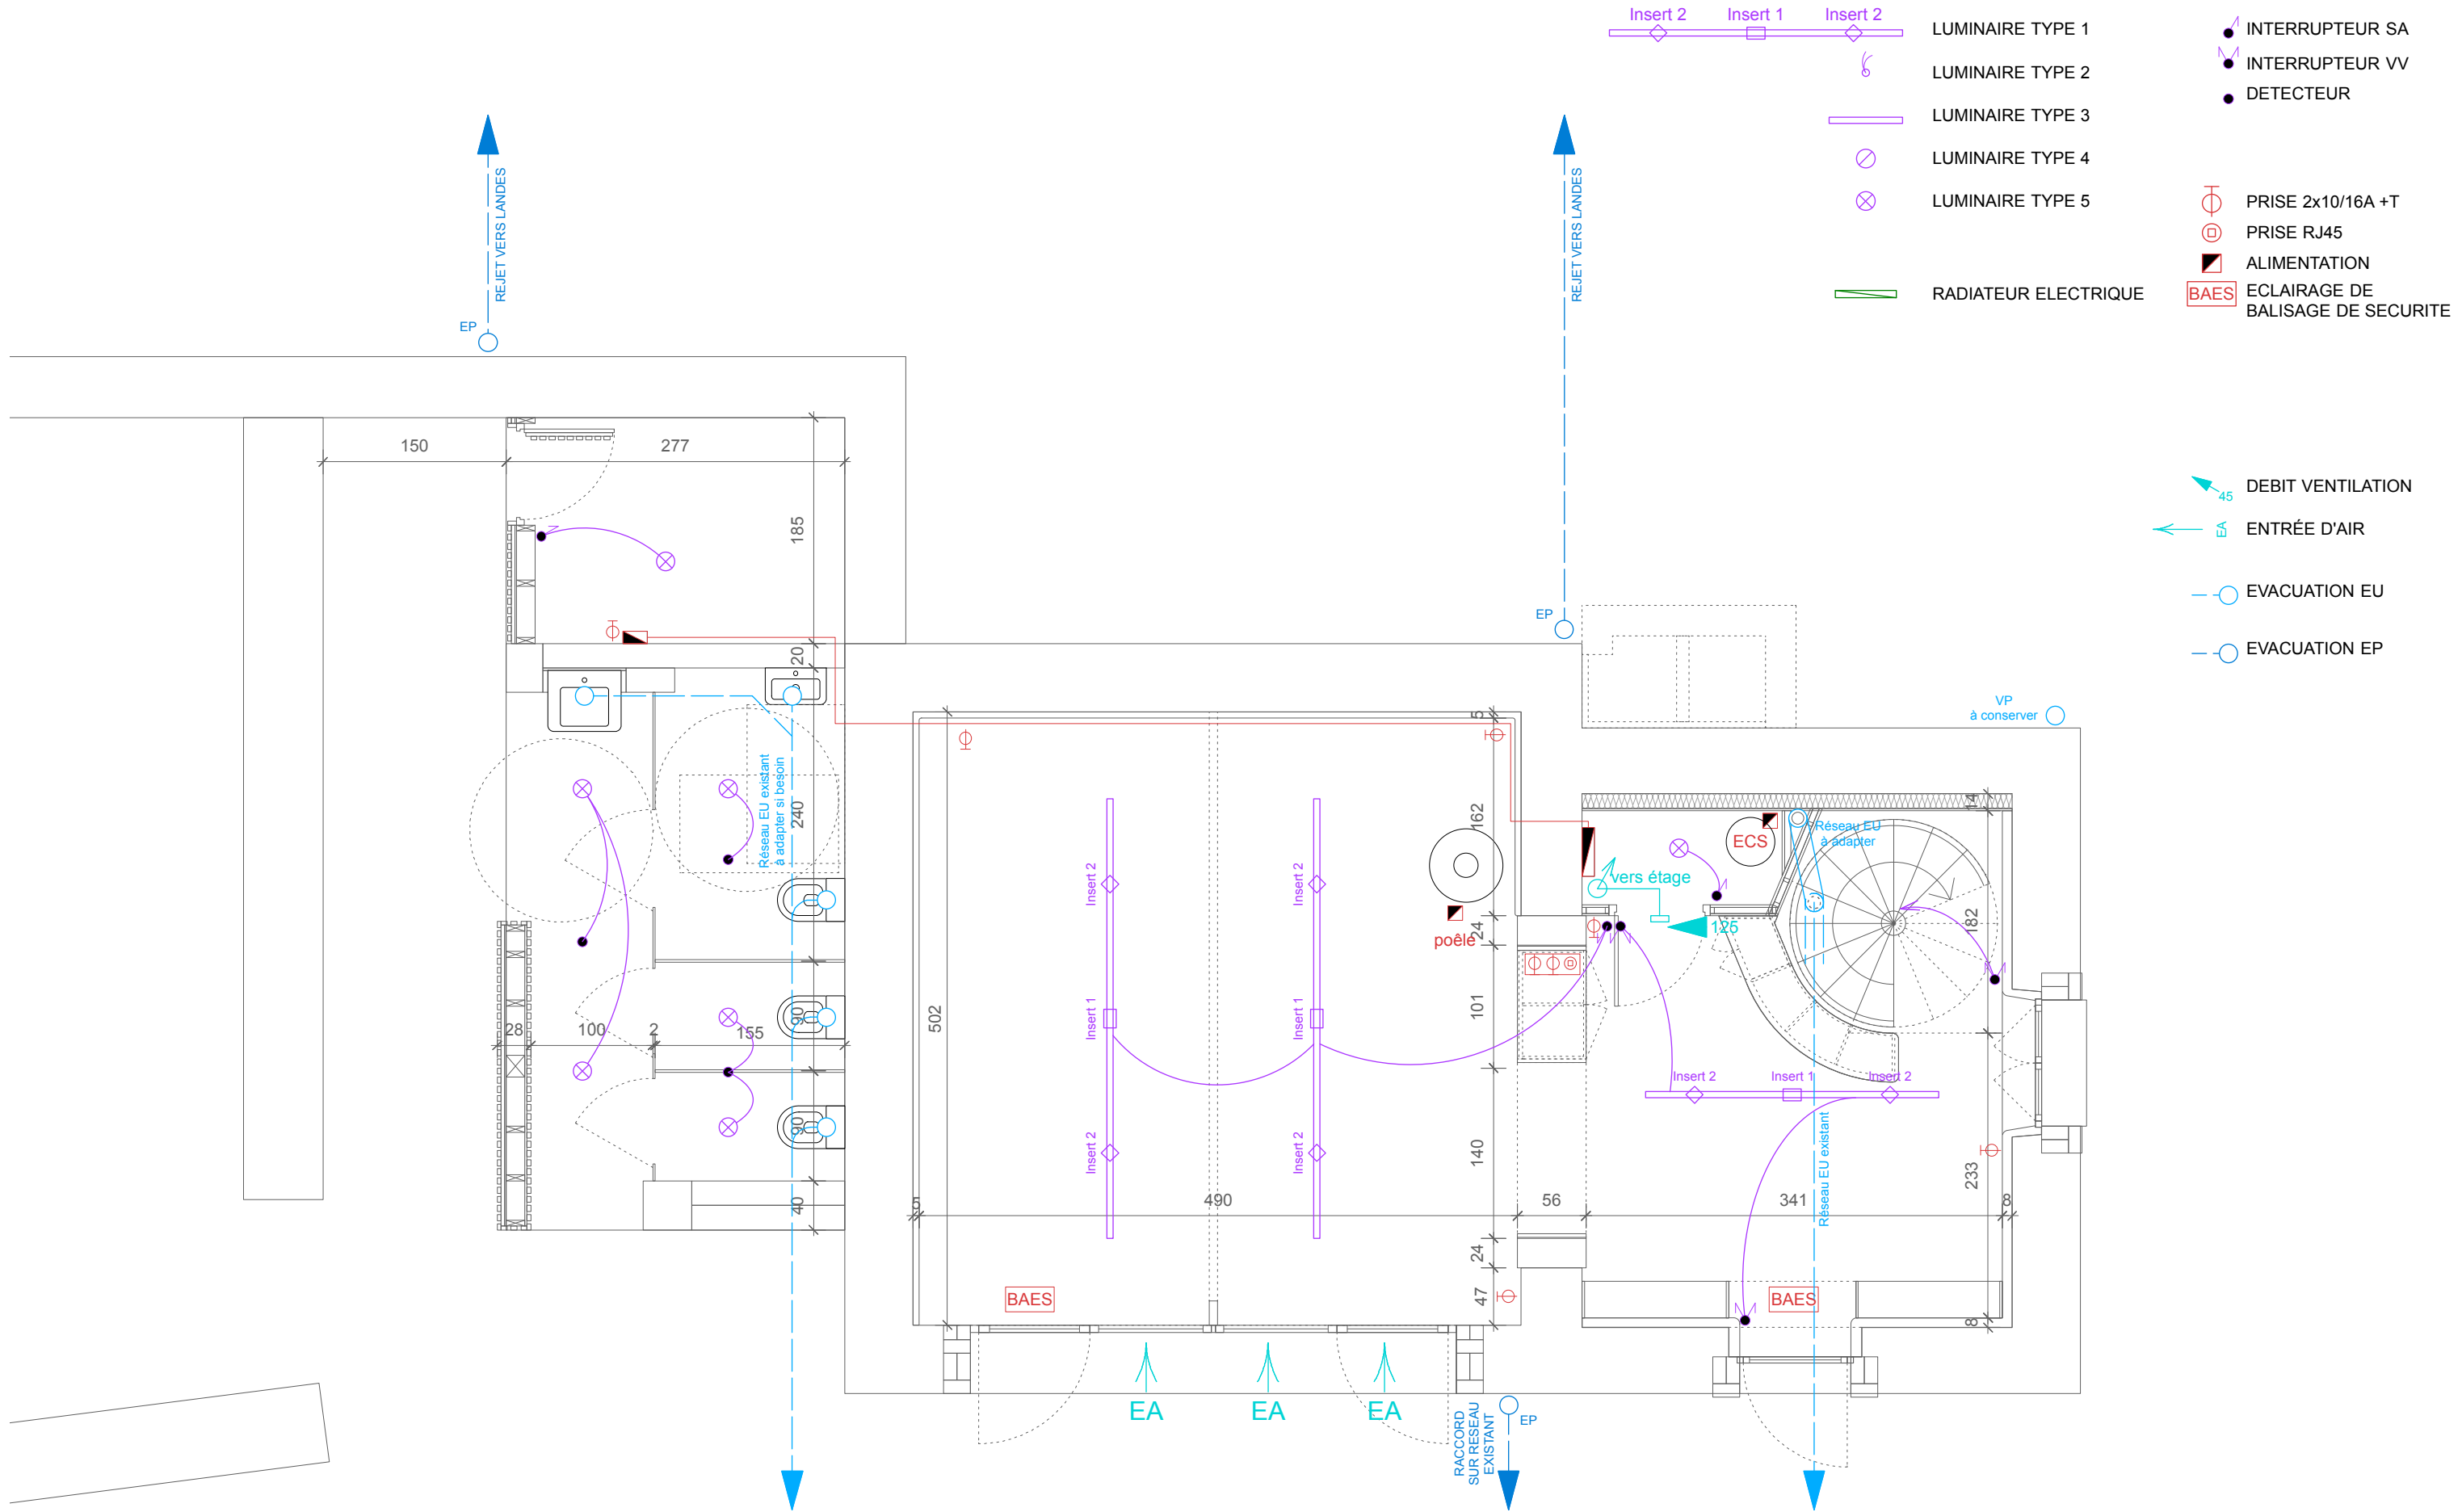 Insert 2 Insert 1 Insert 2
LUMINAIRE TYPE 1
LUMINAIRE TYPE 2
LUMINAIRE TYPE 3
LUMINAIRE TYPE 4
LUMINAIRE TYPE 5
RADIATEUR ELECTRIQUE
INTERRUPTEUR SA
INTERRUPTEUR VV
DETECTEUR
PRISE 2x10/16A +T
PRISE RJ45
ALIMENTATION
BAES
ECLAIRAGE DE
BALISAGE DE SECURITE
45
DEBIT VENTILATION
EA
ENTRÉE D'AIR
EVACUATION EU
EVACUATION EP
REJET VERS LANDES
EP
REJET VERS LANDES
EP
VP
à conserver
150
277
185
20
240
Réseau EU existant
à adapter si besoin
90
90
40
28
100
2
155
502
5
490
Insert 2
Insert 1
Insert 2
Insert 2
Insert 1
Insert 2
5
162
24
101
140
24
47
poêle
56
341
8
ECS
Réseau EU
à adapter
vers étage
125
14
182
233
8
Insert 2
Insert 1
Insert 2
Réseau EU existant
BAES
BAES
EA
EA
EA
RACCORD
SUR RESEAU
EXISTANT
EP